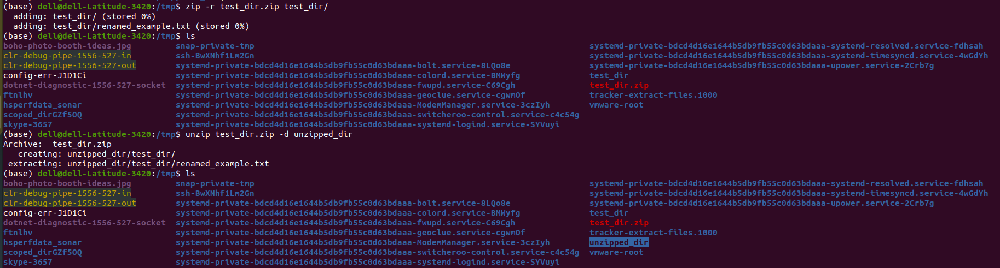 (base) dell@dell-Latitude-3420:/tmp$ zip -r test_dir.zip test_dir/
  adding: test_dir/ (stored 0%)
  adding: test_dir/renamed_example.txt (stored 0%)
(base) dell@dell-Latitude-3420:/tmp$ ls
boho-photo-booth-ideas.jpg snap-private-tmp systemd-private-bdcd4d16e1644b5db9fb55c0d63bdaaa-systemd-resolved.service-fdhsah
clr-debug-pipe-1556-527-in ssh-BwXNhf1Lm2Gn systemd-private-bdcd4d16e1644b5db9fb55c0d63bdaaa-systemd-timesyncd.service-4wGdYh
clr-debug-pipe-1556-527-out systemd-private-bdcd4d16e1644b5db9fb55c0d63bdaaa-bolt.service-8LQo8e systemd-private-bdcd4d16e1644b5db9fb55c0d63bdaaa-upower.service-2Crb7g
config-err-J1D1Ci systemd-private-bdcd4d16e1644b5db9fb55c0d63bdaaa-colord.service-BMWyfg test_dir
dotnet-diagnostic-1556-527-socket systemd-private-bdcd4d16e1644b5db9fb55c0d63bdaaa-fwupd.service-C69Cgh test_dir.zip
ftnlhv systemd-private-bdcd4d16e1644b5db9fb55c0d63bdaaa-geoclue.service-cgwmOf tracker-extract-files.1000
hsperfdata_sonar systemd-private-bdcd4d16e1644b5db9fb55c0d63bdaaa-ModemManager.service-3czIyh vmware-root
scoped_dirGZf5OQ systemd-private-bdcd4d16e1644b5db9fb55c0d63bdaaa-switcheroo-control.service-c4c54g
skype-3657 systemd-private-bdcd4d16e1644b5db9fb55c0d63bdaaa-systemd-logind.service-SYVuyi
(base) dell@dell-Latitude-3420:/tmp$ unzip test_dir.zip -d unzipped_dir
Archive:  test_dir.zip
   creating: unzipped_dir/test_dir/
 extracting: unzipped_dir/test_dir/renamed_example.txt
(base) dell@dell-Latitude-3420:/tmp$ ls
boho-photo-booth-ideas.jpg snap-private-tmp systemd-private-bdcd4d16e1644b5db9fb55c0d63bdaaa-systemd-resolved.service-fdhsah
clr-debug-pipe-1556-527-in ssh-BwXNhf1Lm2Gn systemd-private-bdcd4d16e1644b5db9fb55c0d63bdaaa-systemd-timesyncd.service-4wGdYh
clr-debug-pipe-1556-527-out systemd-private-bdcd4d16e1644b5db9fb55c0d63bdaaa-bolt.service-8LQo8e systemd-private-bdcd4d16e1644b5db9fb55c0d63bdaaa-upower.service-2Crb7g
config-err-J1D1Ci systemd-private-bdcd4d16e1644b5db9fb55c0d63bdaaa-colord.service-BMWyfg test_dir
dotnet-diagnostic-1556-527-socket systemd-private-bdcd4d16e1644b5db9fb55c0d63bdaaa-fwupd.service-C69Cgh test_dir.zip
ftnlhv systemd-private-bdcd4d16e1644b5db9fb55c0d63bdaaa-geoclue.service-cgwmOf tracker-extract-files.1000
hsperfdata_sonar systemd-private-bdcd4d16e1644b5db9fb55c0d63bdaaa-ModemManager.service-3czIyh unzipped_dir
scoped_dirGZf5OQ systemd-private-bdcd4d16e1644b5db9fb55c0d63bdaaa-switcheroo-control.service-c4c54g vmware-root
skype-3657 systemd-private-bdcd4d16e1644b5db9fb55c0d63bdaaa-systemd-logind.service-SYVuyi